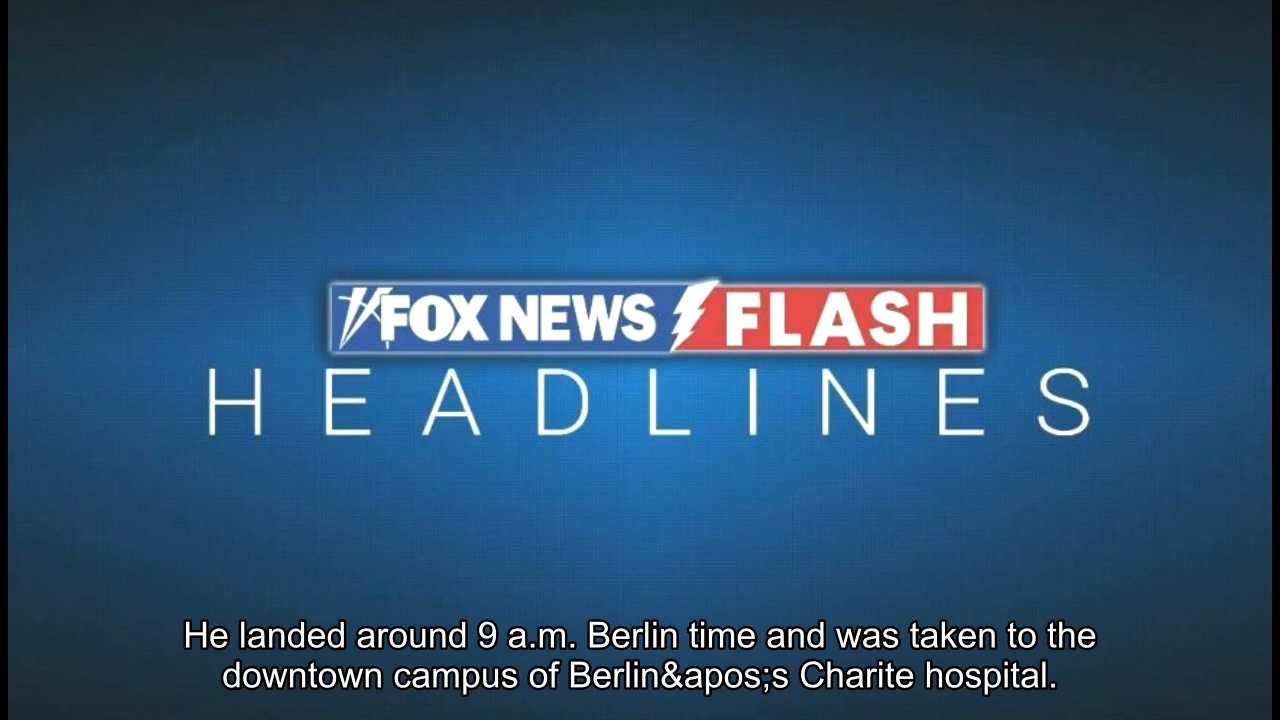 FOX NEWS FLASH
HEADLINES
He landed around 9 a.m. Berlin time and was taken to the
downtown campus of Berlin&apos;s Charite hospital.